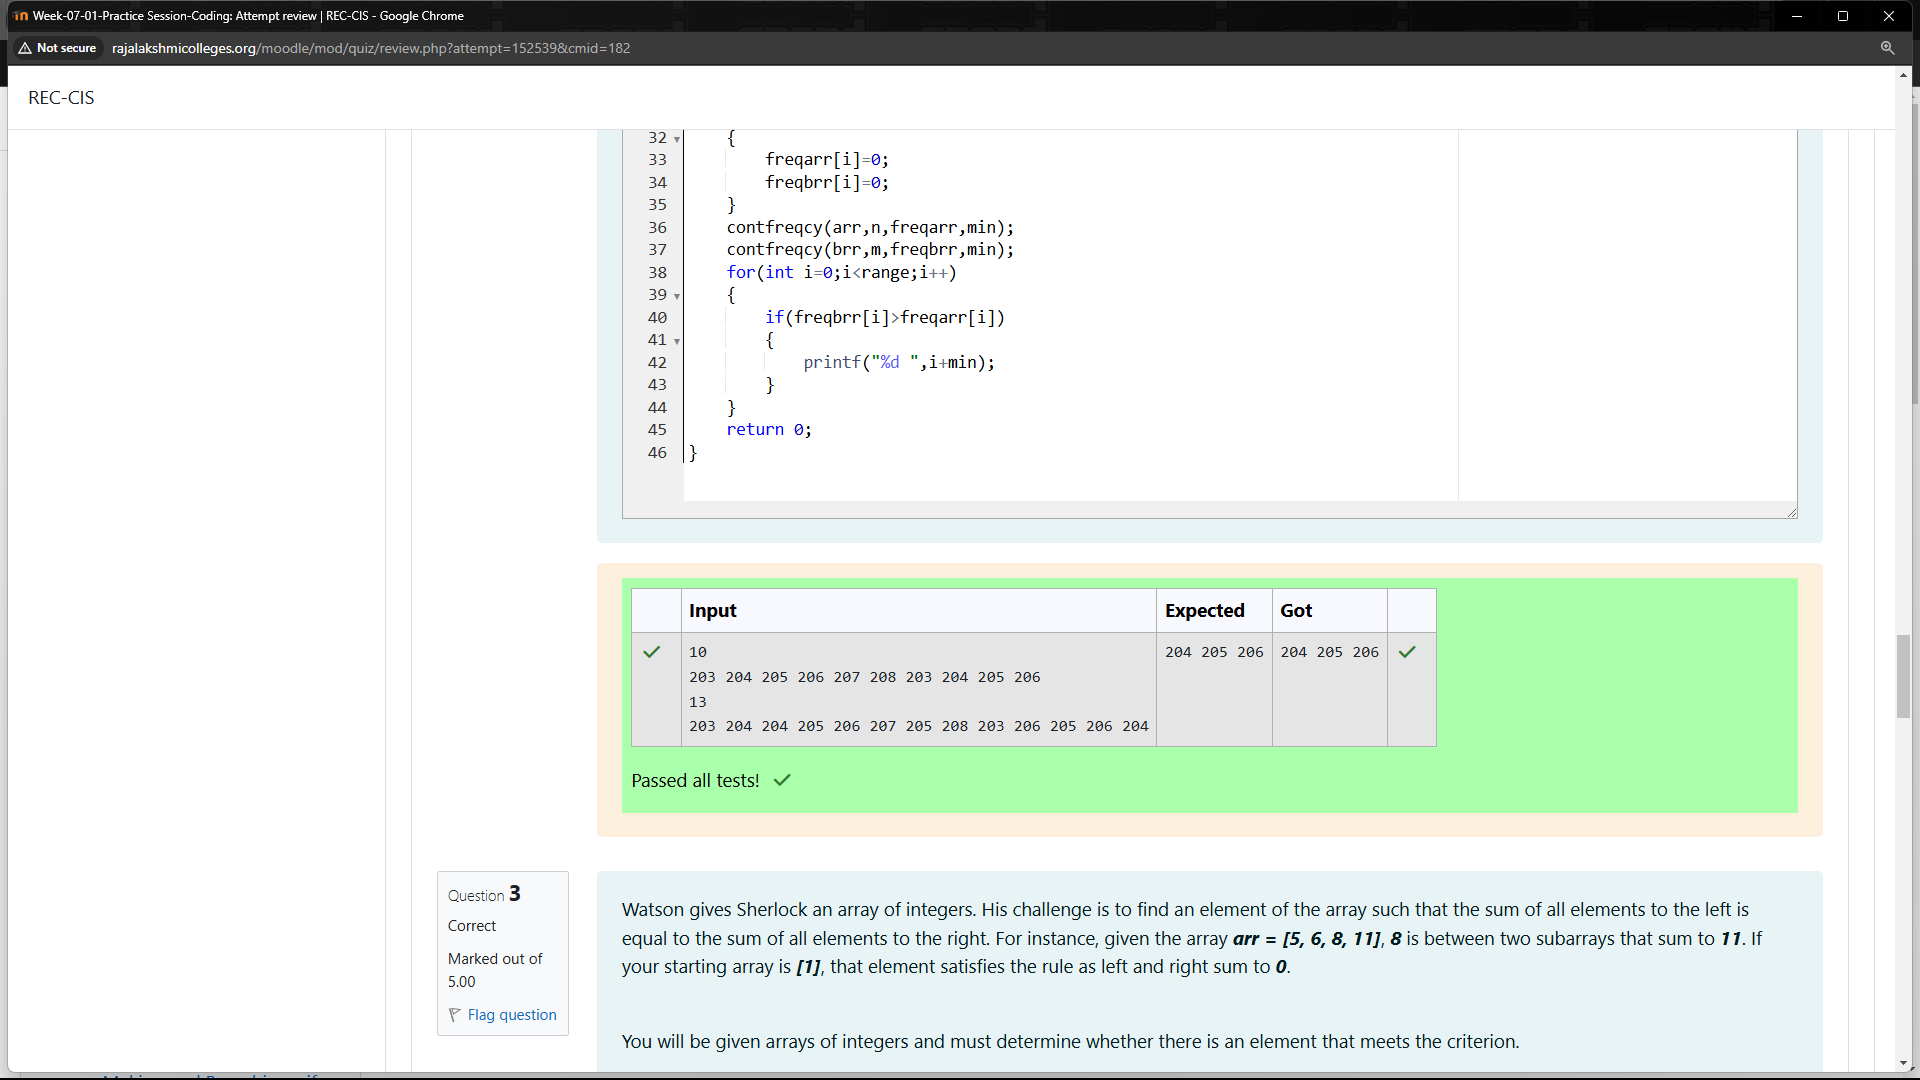 Week-07-01-Practice Session-Coding: Attempt review | REC-CIS - Google Chrome
Not secure rajalakshmicolleges.org/moodle/mod/quiz/review.php?attempt=152539&cmid=182
REC-CIS
32 {
33 freqarr[i]=0;
34 freqbrr[i]=0;
35 }
36 contfreqcy(arr,n,freqarr,min);
37 contfreqcy(brr,m,freqbrr,min);
38 for(int i=0;i<range;i++)
39 {
40 if(freqbrr[i]>freqarr[i])
41 {
42 printf("%d ",i+min);
43 }
44 }
45 return 0;
46 }
Input Expected Got
10 204 205 206 204 205 206
203 204 205 206 207 208 203 204 205 206
13
203 204 204 205 206 207 205 208 203 206 205 206 204
Passed all tests!
Question 3
Correct
Marked out of
5.00
Flag question
Watson gives Sherlock an array of integers. His challenge is to find an element of the array such that the sum of all elements to the left is
equal to the sum of all elements to the right. For instance, given the array arr = [5, 6, 8, 11], 8 is between two subarrays that sum to 11. If
your starting array is [1], that element satisfies the rule as left and right sum to 0.
You will be given arrays of integers and must determine whether there is an element that meets the criterion.